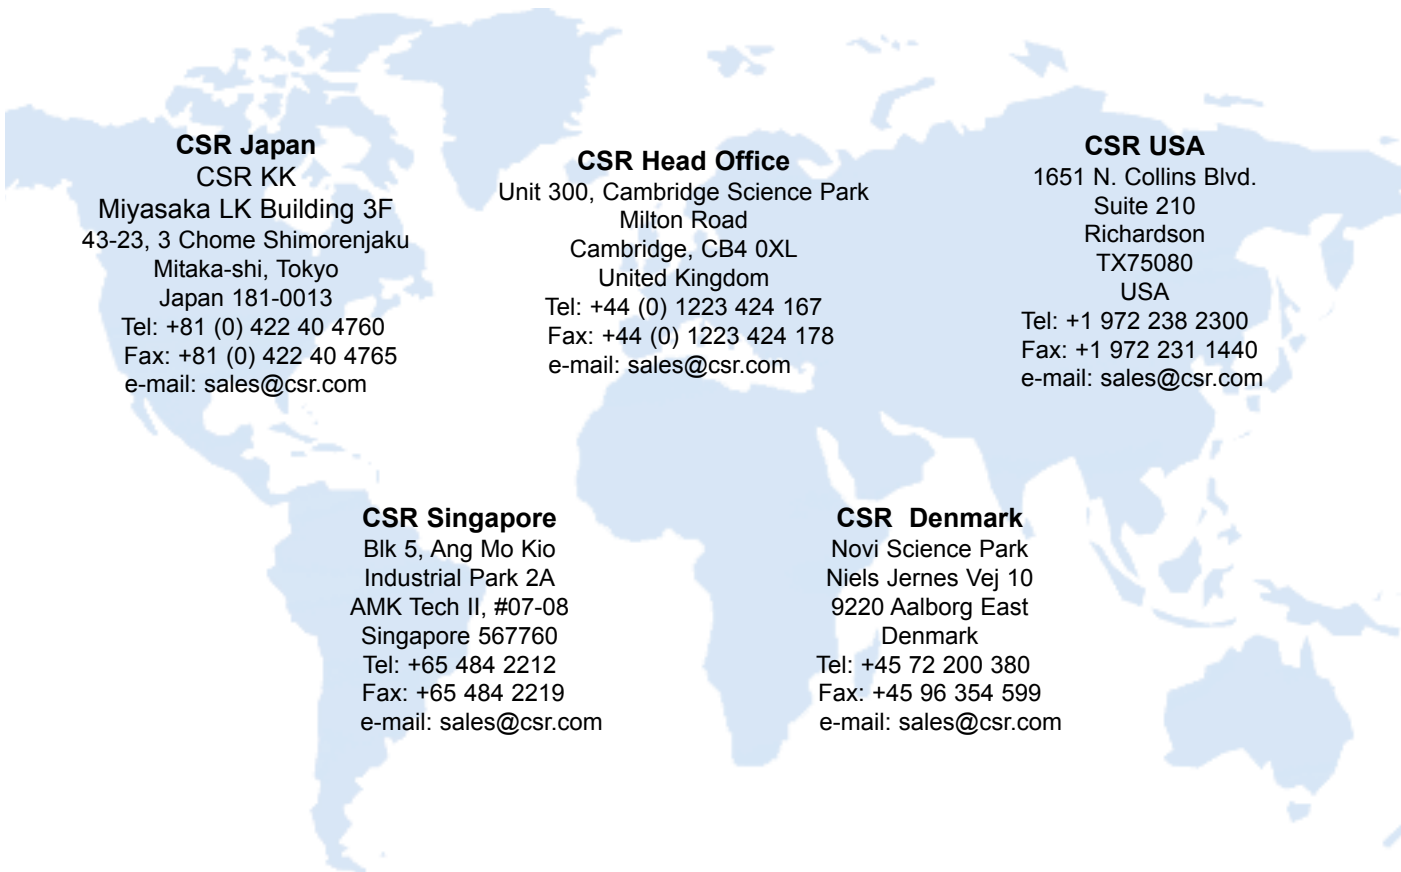 CSR Japan
CSR KK
Miyasaka LK Building 3F
43-23, 3 Chome Shimorenjaku
Mitaka-shi, Tokyo
Japan 181-0013
Tel: +81 (0) 422 40 4760
Fax: +81 (0) 422 40 4765
e-mail: sales@csr.com
CSR Head Office
Unit 300, Cambridge Science Park
Milton Road
Cambridge, CB4 0XL
United Kingdom
Tel: +44 (0) 1223 424 167
Fax: +44 (0) 1223 424 178
e-mail: sales@csr.com
CSR USA
1651 N. Collins Blvd.
Suite 210
Richardson
TX75080
USA
Tel: +1 972 238 2300
Fax: +1 972 231 1440
e-mail: sales@csr.com
CSR Singapore
Blk 5, Ang Mo Kio
Industrial Park 2A
AMK Tech II, #07-08
Singapore 567760
Tel: +65 484 2212
Fax: +65 484 2219
e-mail: sales@csr.com
CSR  Denmark
Novi Science Park
Niels Jernes Vej 10
9220 Aalborg East
Denmark
Tel: +45 72 200 380
Fax: +45 96 354 599
e-mail: sales@csr.com